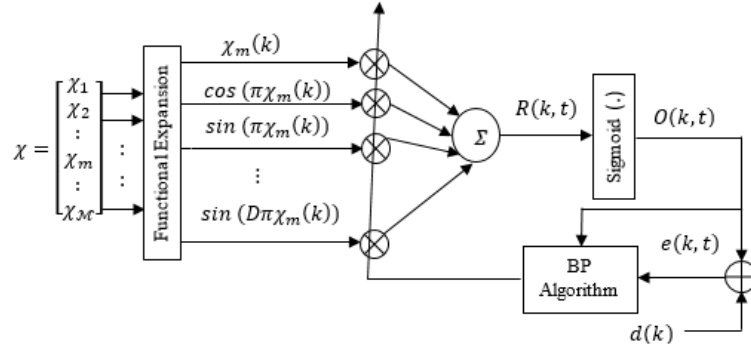 χ_m(k)
cos (πχ_m(k))
sin (πχ_m(k))
⋮
sin (Dπχ_m(k))
χ =
χ_1
χ_2
⋮
χ_m
⋮
χ_ℳ
⋮
⋮
Functional Expansion
Σ
R(k,t)
Sigmoid (.)
O(k,t)
e(k,t)
BP
Algorithm
d(k)